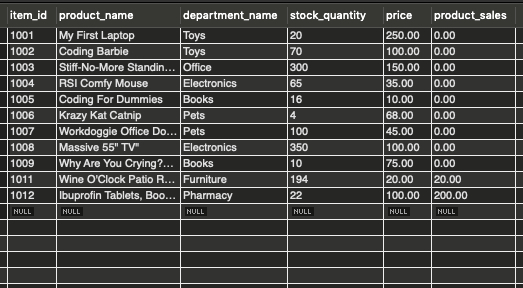 item_id product_name department_name stock_quantity price product_sales
1001 My First Laptop Toys 20 250.00 0.00
1002 Coding Barbie Toys 70 100.00 0.00
1003 Stiff-No-More Standin... Office 300 150.00 0.00
1004 RSI Comfy Mouse Electronics 65 35.00 0.00
1005 Coding For Dummies Books 16 10.00 0.00
1006 Krazy Kat Catnip Pets 4 68.00 0.00
1007 Workdoggie Office Do... Pets 100 45.00 0.00
1008 Massive 55" TV" Electronics 350 100.00 0.00
1009 Why Are You Crying?... Books 10 75.00 0.00
1011 Wine O'Clock Patio R... Furniture 194 20.00 20.00
1012 Ibuprofin Tablets, Boo... Pharmacy 22 100.00 200.00
NULL NULL NULL NULL NULL NULL